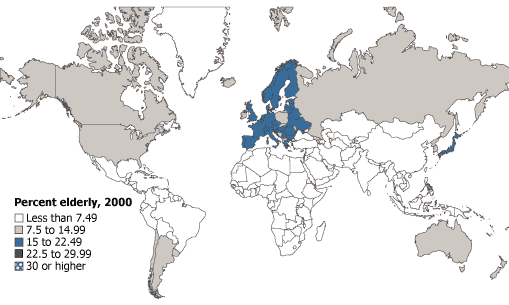 Percent elderly, 2000
Less than 7.49
7.5 to 14.99
15 to 22.49
22.5 to 29.99
30 or higher